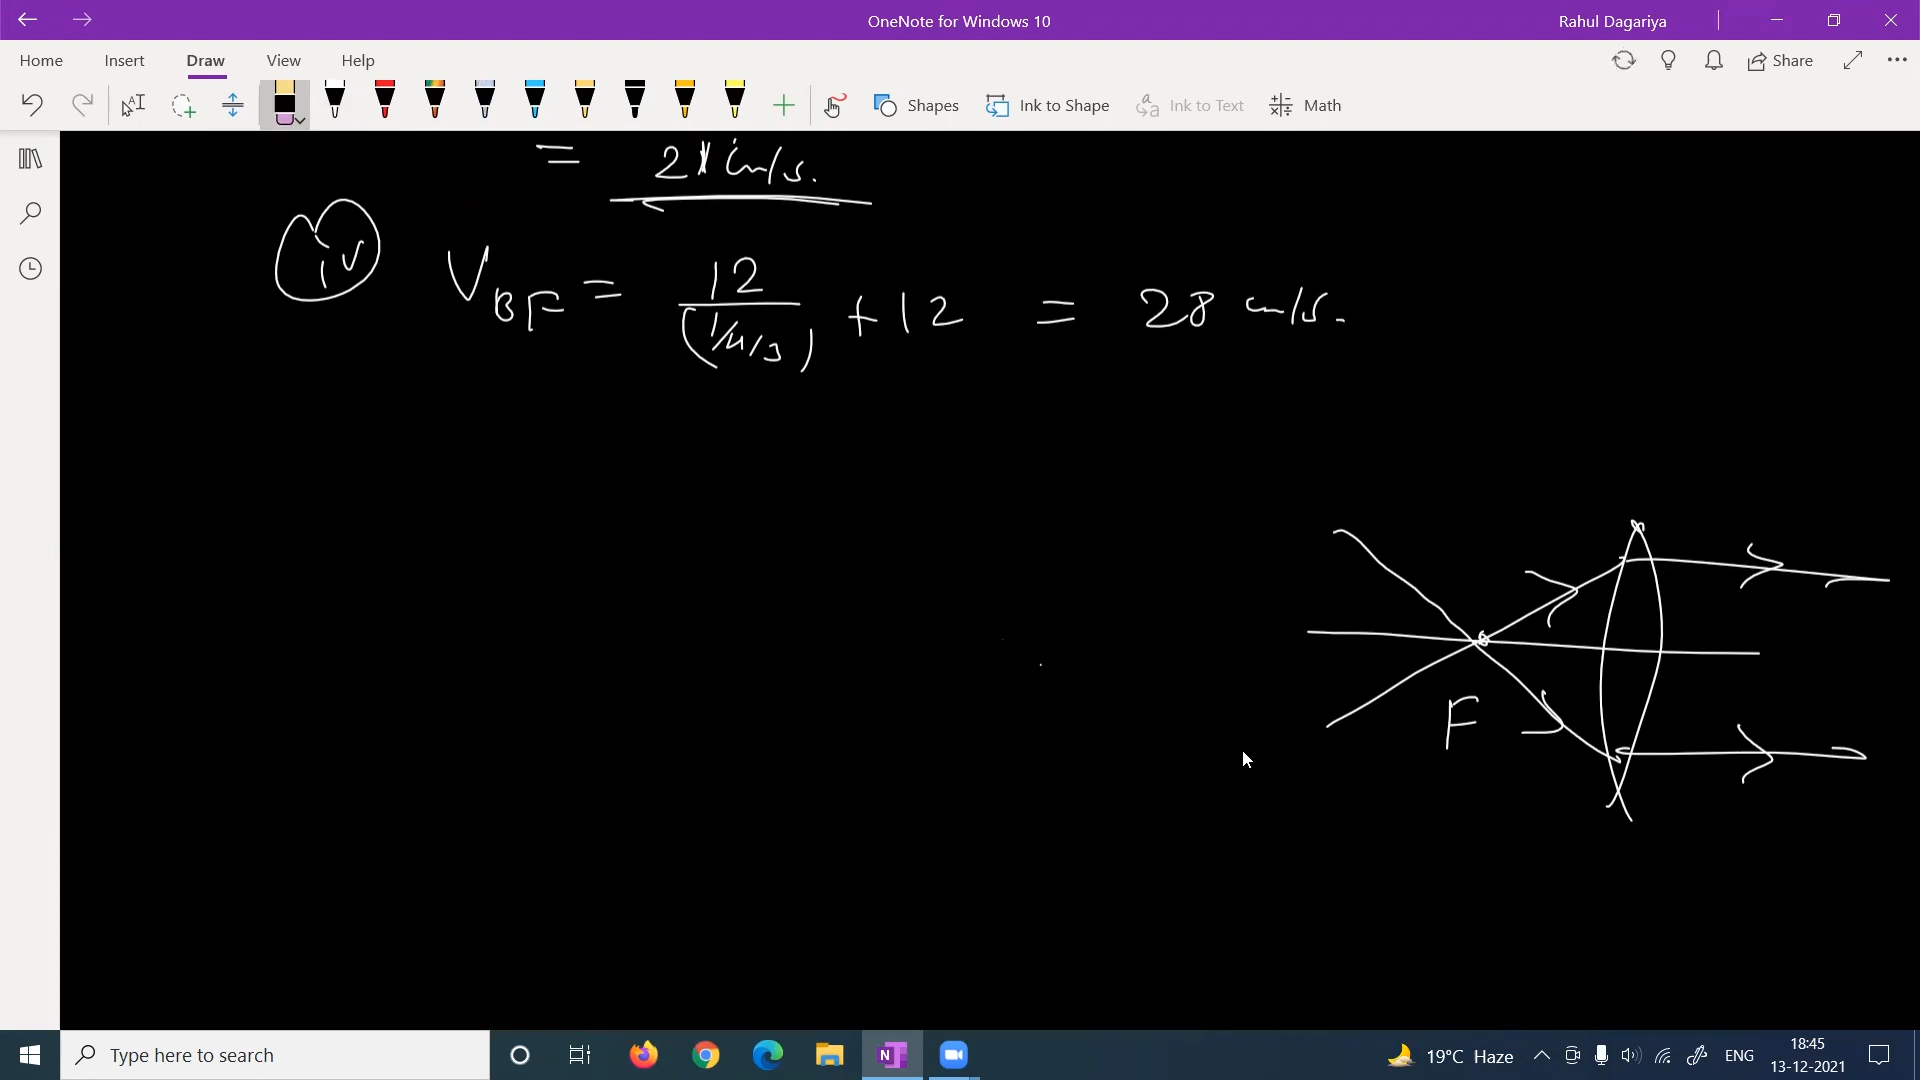 OneNote for Windows 10
Rahul Dagariya
Home Insert Draw View Help
Share
Shapes Ink to Shape Ink to Text Math
= 21 cm/s.
iv V_BF = 12/(1/4/3) + 12 = 28 cm/s.
F
Type here to search
19°C Haze
ENG
18:45
13-12-2021